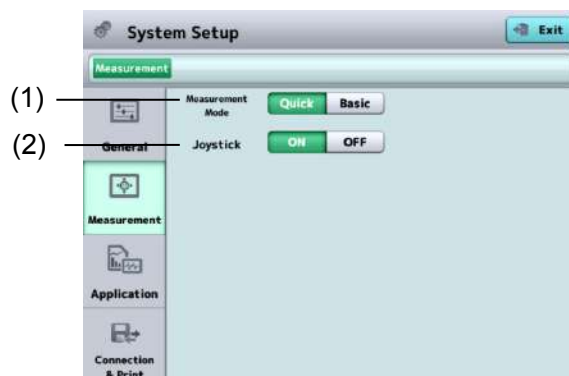 System Setup
Exit
Measurement
(1)
Measurement
Mode
Quick
Basic
(2)
General
Joystick
ON
OFF
Measurement
Application
Connection
& Print